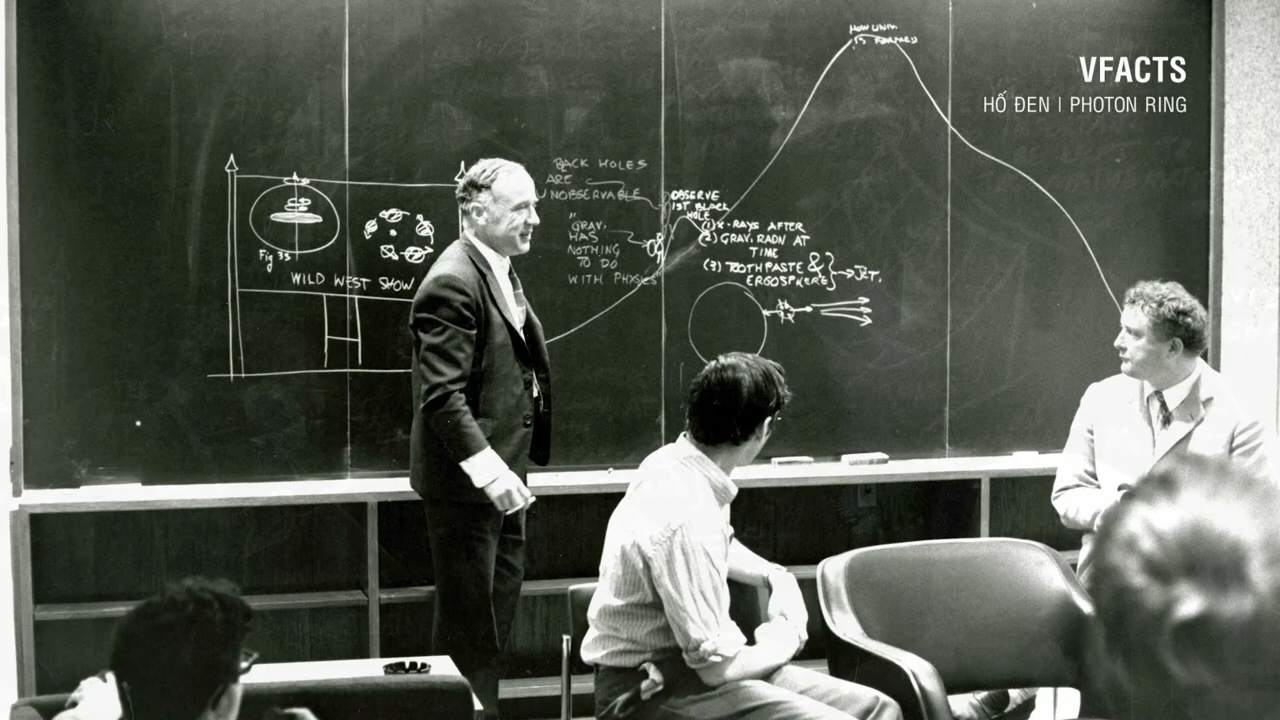 VFACTS
HỐ ĐEN | PHOTON RING
HOW UNIV.
IS FORMED
BACK HOLES
ARE
UNOBSERVABLE
OBSERVE
1ST BLACK
HOLE
(1) X-RAYS AFTER
(2) GRAV. RADN AT
TIME
(3) TOOTHPASTE &
ERGOSPHERE
JET.
"GRAV.
HAS
NOTHING
TO DO
WITH PHYSICS
Fig 35
WILD WEST SHOW